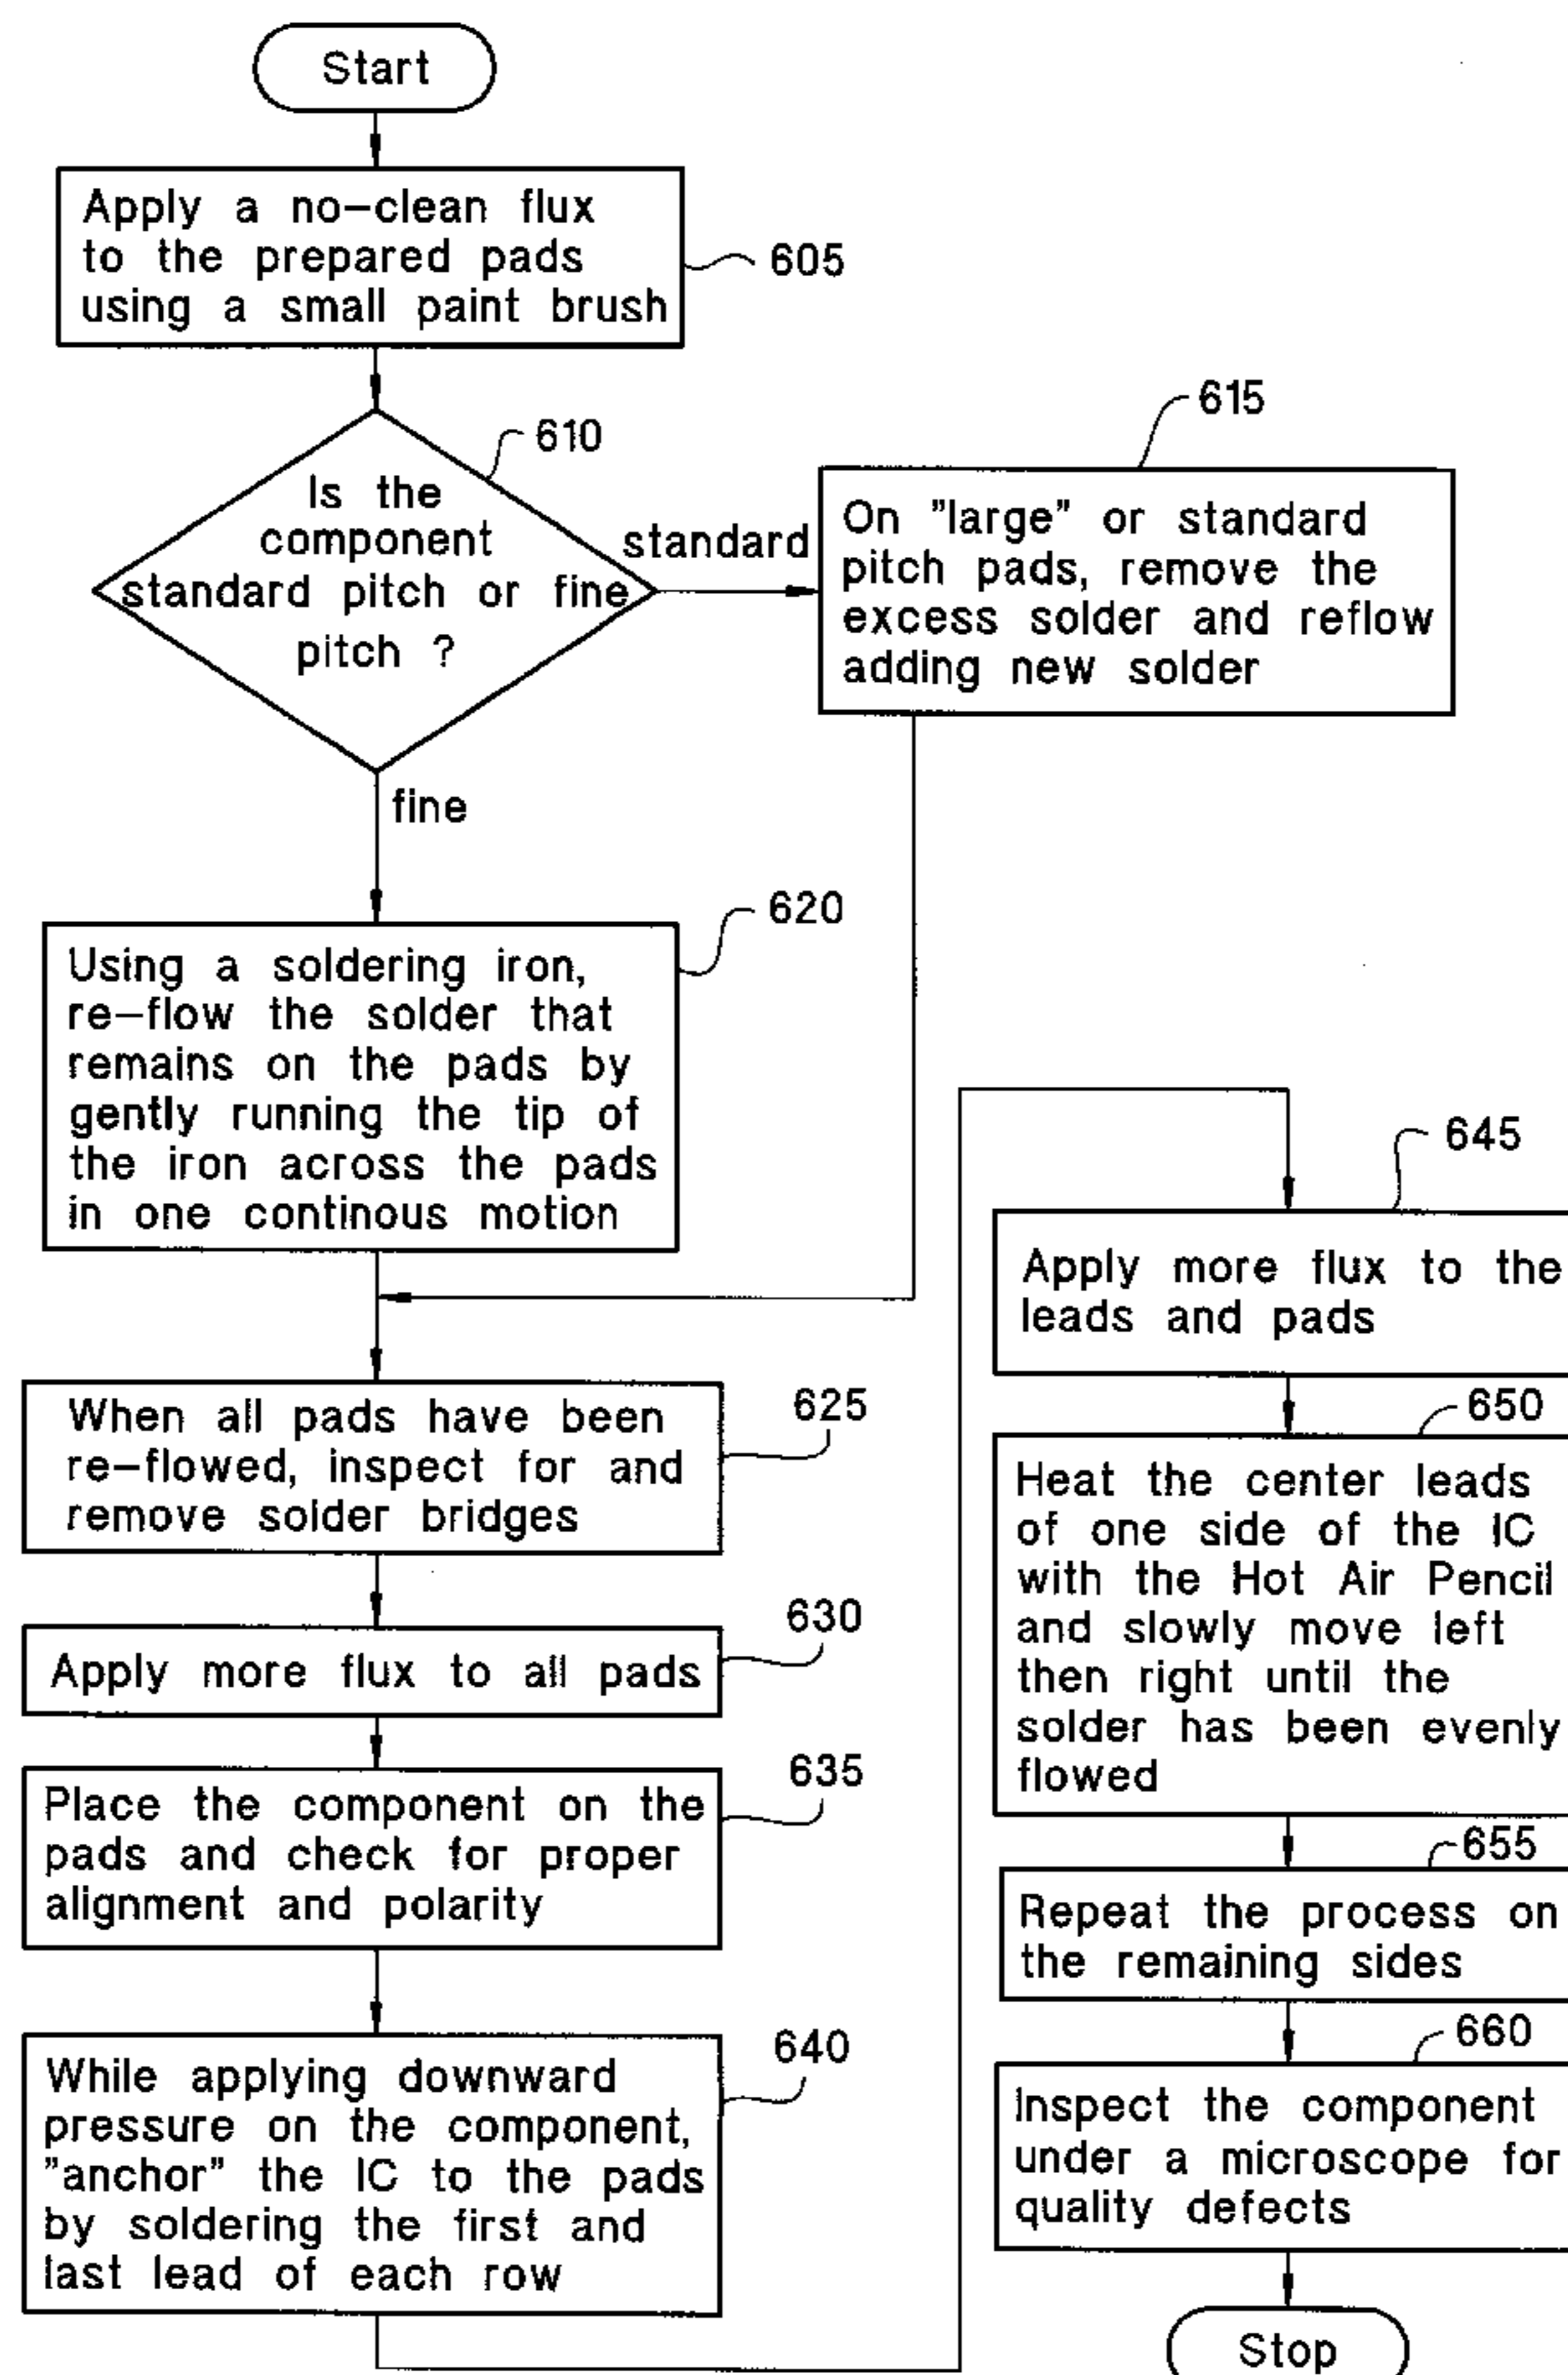 Start
Apply a no-clean flux
to the prepared pads
using a small paint brush
605
610
Is the
component
standard pitch or fine
pitch ?
standard
fine
615
On "large" or standard
pitch pads, remove the
excess solder and reflow
adding new solder
620
Using a soldering iron,
re-flow the solder that
remains on the pads by
gently running the tip of
the iron across the pads
in one continous motion
625
When all pads have been
re-flowed, inspect for and
remove solder bridges
630
Apply more flux to all pads
635
Place the component on the
pads and check for proper
alignment and polarity
640
While applying downward
pressure on the component,
"anchor" the IC to the pads
by soldering the first and
last lead of each row
645
Apply more flux to the
leads and pads
650
Heat the center leads
of one side of the IC
with the Hot Air Pencil
and slowly move left
then right until the
solder has been evenly
flowed
655
Repeat the process on
the remaining sides
660
Inspect the component
under a microscope for
quality defects
Stop